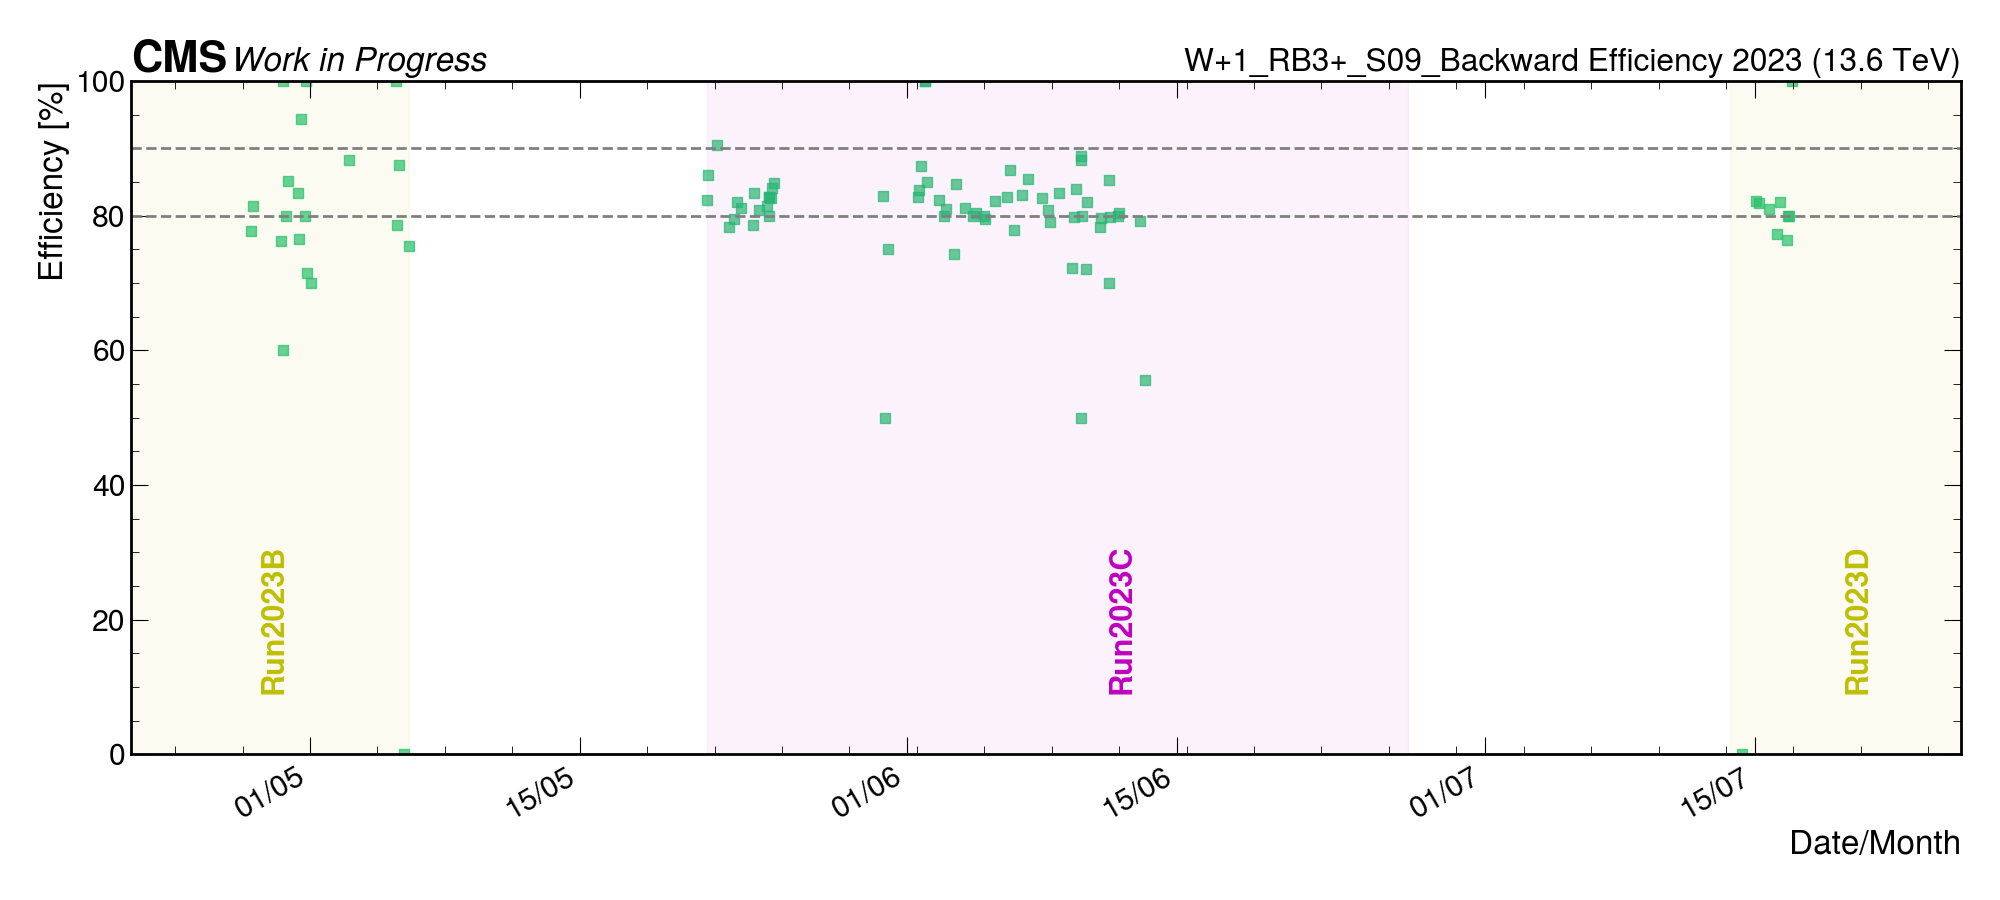 CMS Work in Progress
W+1_RB3+_S09_Backward Efficiency 2023 (13.6 TeV)
Efficiency [%]
100
80
60
40
20
0
Run2023B
Run2023C
Run2023D
01/05
15/05
01/06
15/06
01/07
15/07
Date/Month